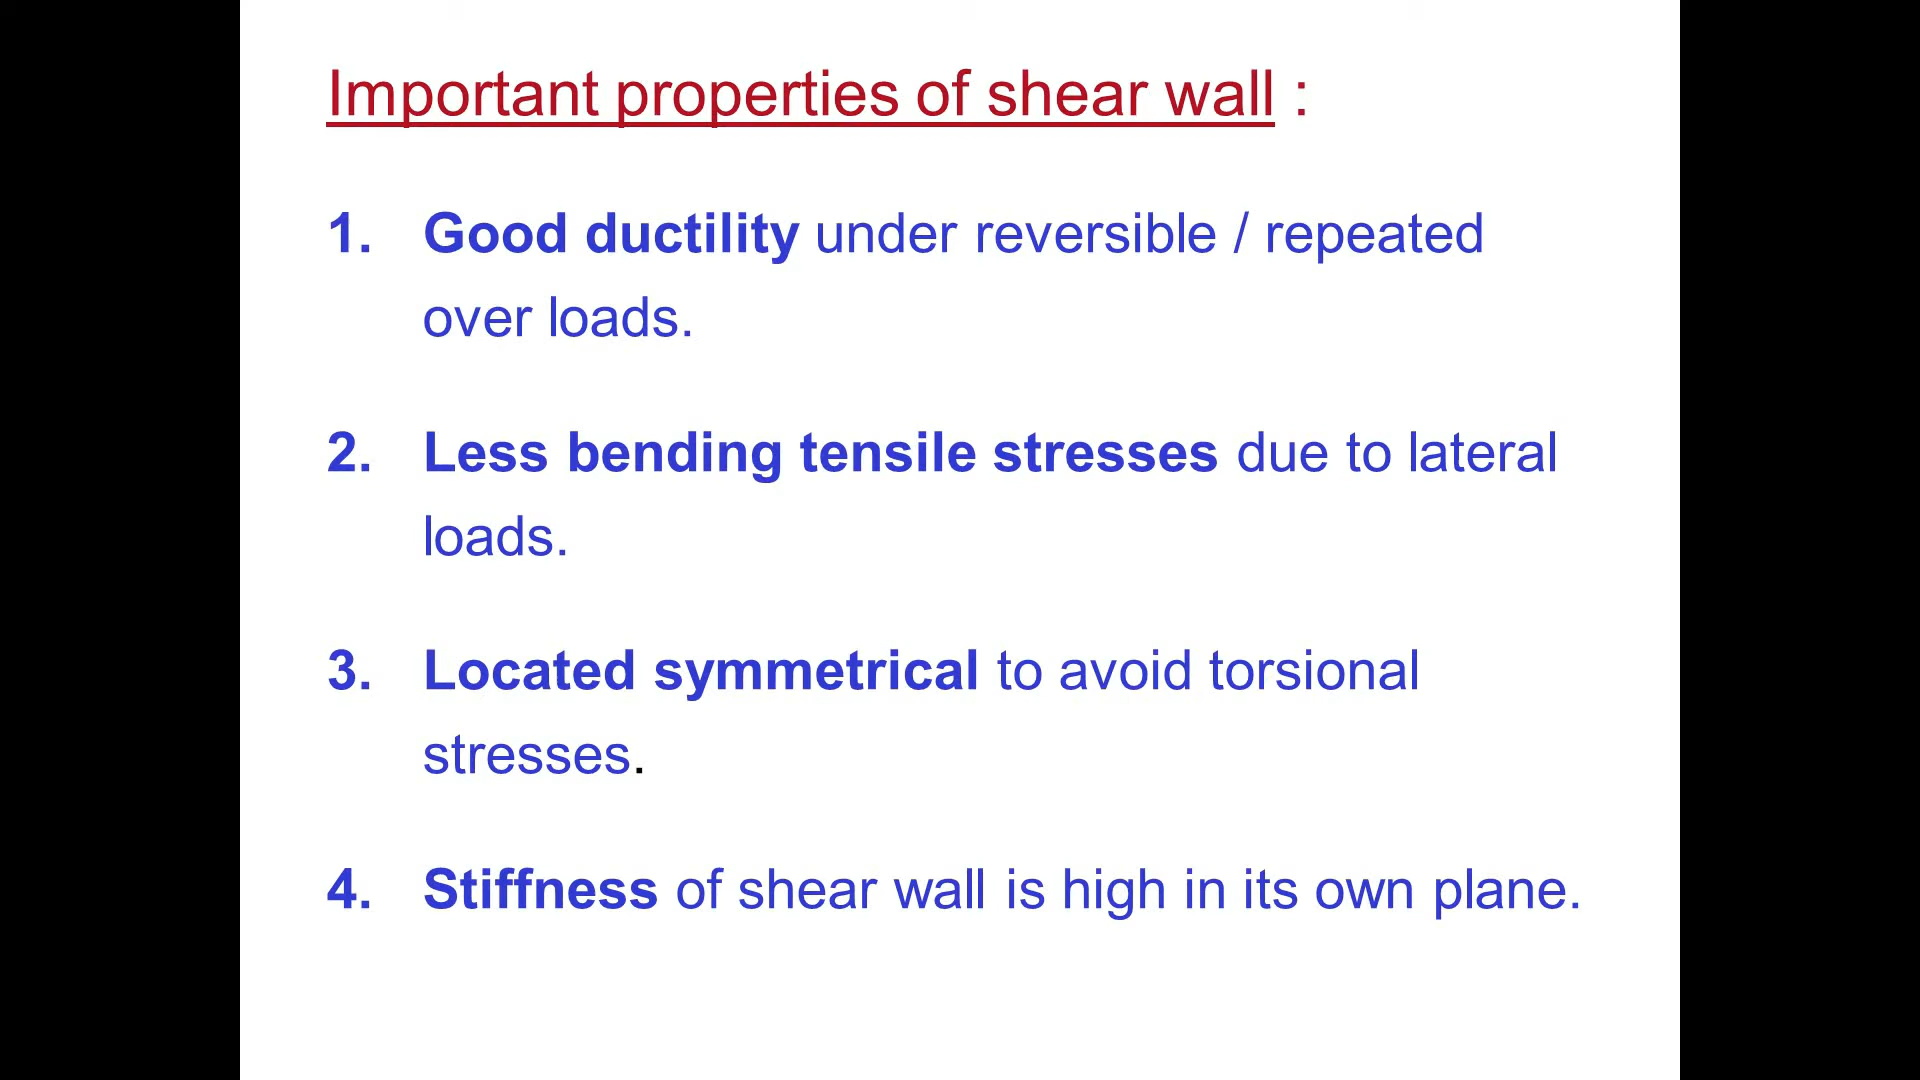 Important properties of shear wall :
1. Good ductility under reversible / repeated
over loads.
2. Less bending tensile stresses due to lateral
loads.
3. Located symmetrical to avoid torsional
stresses.
4. Stiffness of shear wall is high in its own plane.